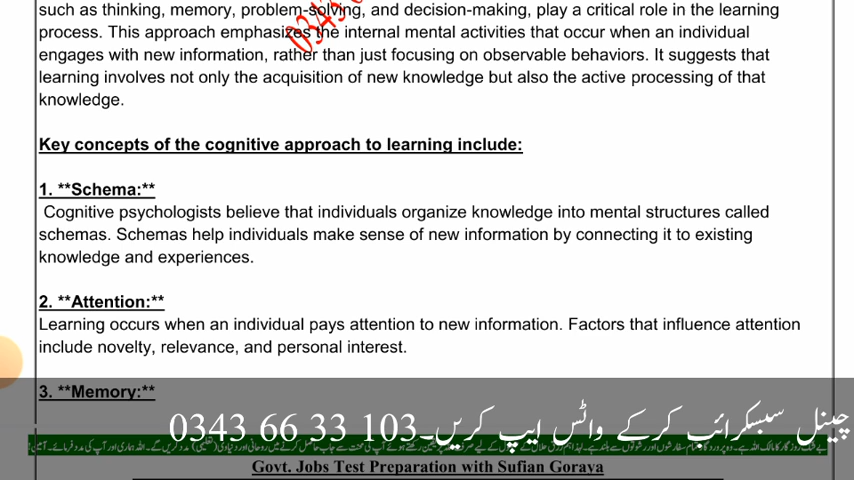 such as thinking, memory, problem-solving, and decision-making, play a critical role in the learning
process. This approach emphasizes the internal mental activities that occur when an individual
engages with new information, rather than just focusing on observable behaviors. It suggests that
learning involves not only the acquisition of new knowledge but also the active processing of that
knowledge.
Key concepts of the cognitive approach to learning include:
1. **Schema:**
Cognitive psychologists believe that individuals organize knowledge into mental structures called
schemas. Schemas help individuals make sense of new information by connecting it to existing
knowledge and experiences.
2. **Attention:**
Learning occurs when an individual pays attention to new information. Factors that influence attention
include novelty, relevance, and personal interest.
3. **Memory:**
چینل سبسکرائب کرکے واٹس ایپ کریں۔0343 66 33 103
Govt. Jobs Test Preparation with Sufian Goraya